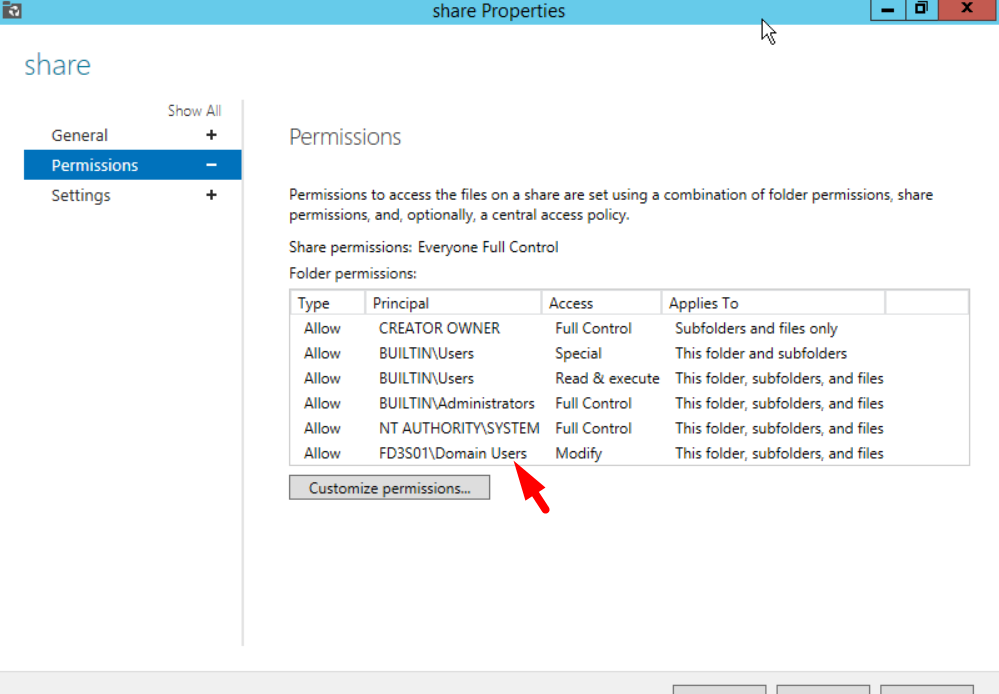 share Properties
share
Show All
General +
Permissions −
Settings +
Permissions
Permissions to access the files on a share are set using a combination of folder permissions, share
permissions, and, optionally, a central access policy.
Share permissions: Everyone Full Control
Folder permissions:
Type Principal Access Applies To
Allow CREATOR OWNER Full Control Subfolders and files only
Allow BUILTIN\Users Special This folder and subfolders
Allow BUILTIN\Users Read & execute This folder, subfolders, and files
Allow BUILTIN\Administrators Full Control This folder, subfolders, and files
Allow NT AUTHORITY\SYSTEM Full Control This folder, subfolders, and files
Allow FD3S01\Domain Users Modify This folder, subfolders, and files
Customize permissions...